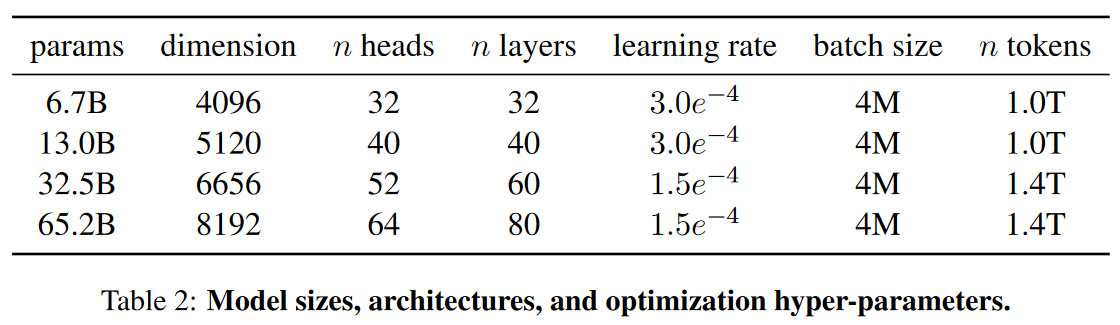 params dimension n heads n layers learning rate batch size n tokens
6.7B 4096 32 32 3.0e⁻⁴ 4M 1.0T
13.0B 5120 40 40 3.0e⁻⁴ 4M 1.0T
32.5B 6656 52 60 1.5e⁻⁴ 4M 1.4T
65.2B 8192 64 80 1.5e⁻⁴ 4M 1.4T
Table 2: Model sizes, architectures, and optimization hyper-parameters.